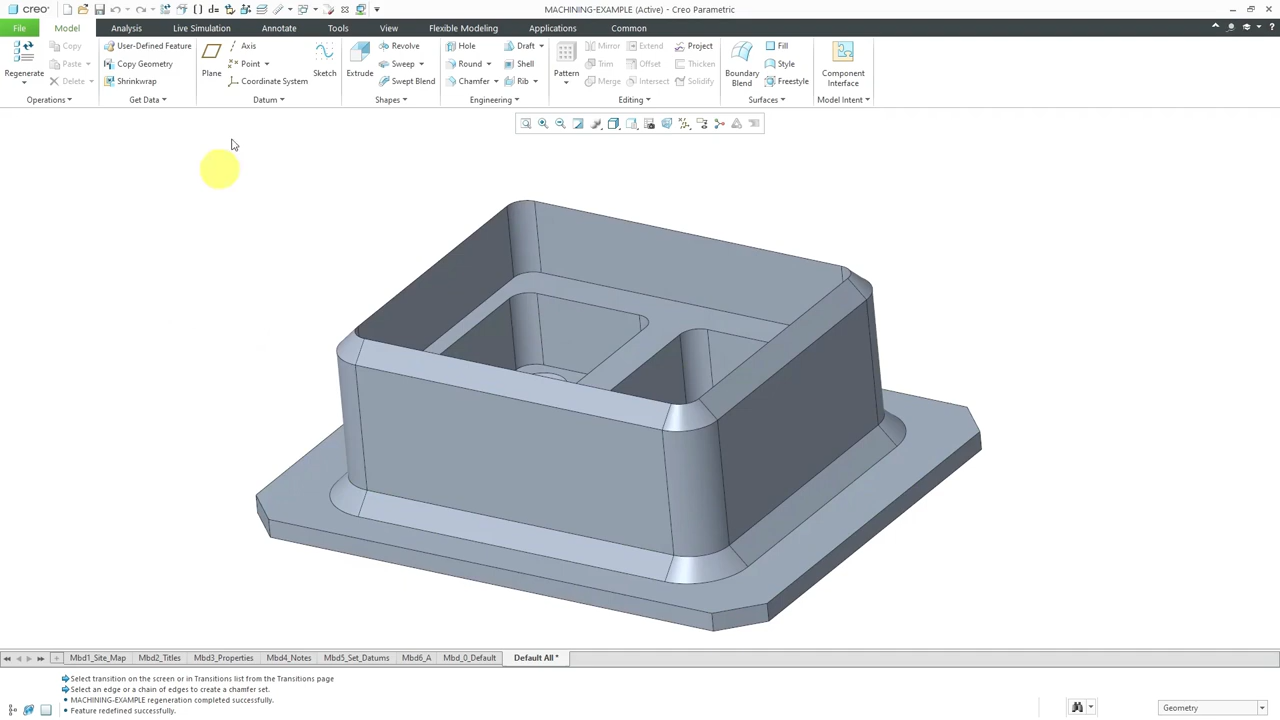 creo
MACHINING-EXAMPLE (Active) - Creo Parametric
File Model Analysis Live Simulation Annotate Tools View Flexible Modeling Applications Common
Regenerate
Copy
Paste
Delete
Operations
User-Defined Feature
Copy Geometry
Shrinkwrap
Get Data
Plane
Axis
Point
Coordinate System
Sketch
Datum
Extrude
Revolve
Sweep
Swept Blend
Shapes
Hole
Round
Chamfer
Draft
Shell
Rib
Engineering
Pattern
Mirror
Trim
Merge
Extend
Offset
Intersect
Project
Thicken
Solidify
Editing
Boundary
Blend
Fill
Style
Freestyle
Surfaces
Component
Interface
Model Intent
Mbd1_Site_Map Mbd2_Titles Mbd3_Properties Mbd4_Notes Mbd5_Set_Datums Mbd6_A Mbd_0_Default Default All *
Select transition on the screen or in Transitions list from the Transitions page
Select an edge or a chain of edges to create a chamfer set.
MACHINING-EXAMPLE regeneration completed successfully.
Feature redefined successfully.
Geometry